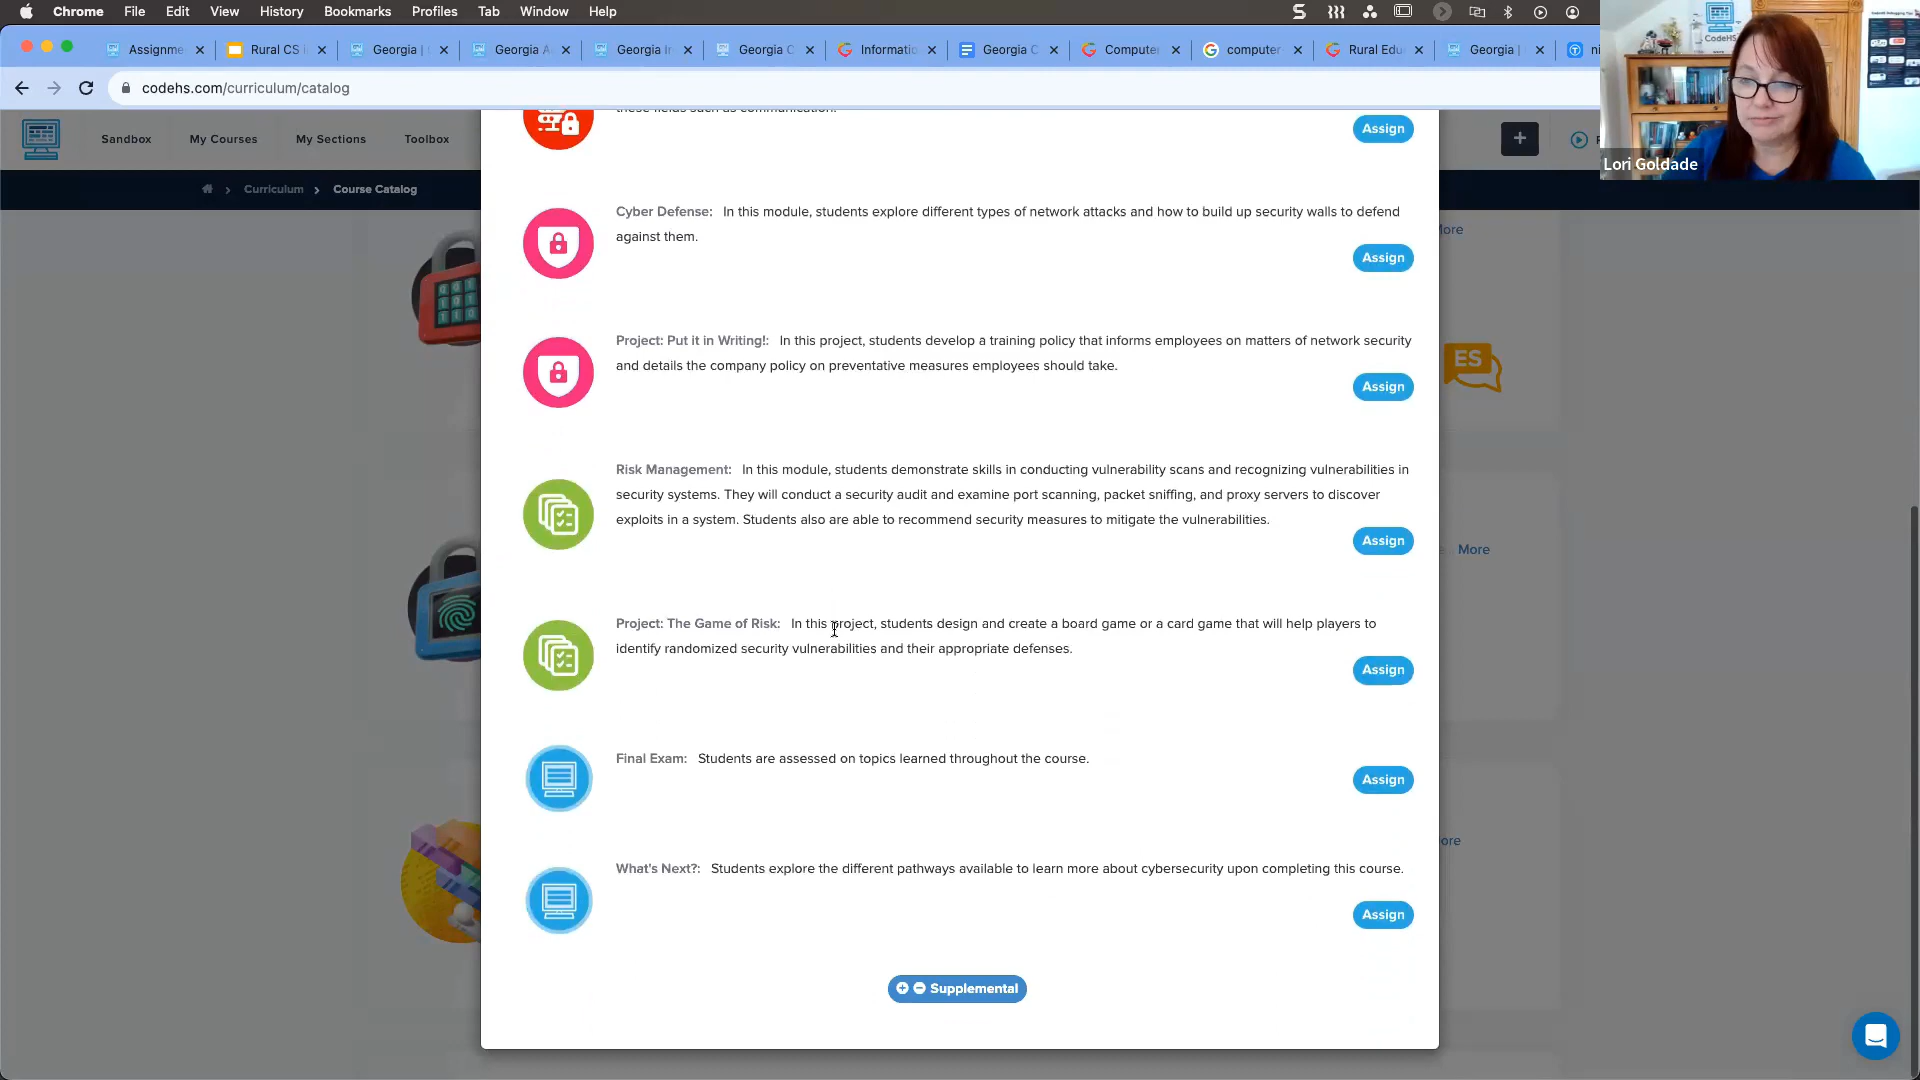 Chrome File Edit View History Bookmarks Profiles Tab Window Help
Assignme Rural CS Georgia | Georgia A Georgia I Georgia C Informatio Georgia C Compute computer Rural Edu Georgia | ni
codehs.com/curriculum/catalog
Sandbox My Courses My Sections Toolbox
Lori Goldade
Curriculum > Course Catalog
these fields such as communication.
Assign
Cyber Defense: In this module, students explore different types of network attacks and how to build up security walls to defend
against them.
Assign
Project: Put it in Writing!: In this project, students develop a training policy that informs employees on matters of network security
and details the company policy on preventative measures employees should take.
Assign
ES
Risk Management: In this module, students demonstrate skills in conducting vulnerability scans and recognizing vulnerabilities in
security systems. They will conduct a security audit and examine port scanning, packet sniffing, and proxy servers to discover
exploits in a system. Students also are able to recommend security measures to mitigate the vulnerabilities.
Assign
More
Project: The Game of Risk: In this project, students design and create a board game or a card game that will help players to
identify randomized security vulnerabilities and their appropriate defenses.
Assign
Final Exam: Students are assessed on topics learned throughout the course.
Assign
ore
What's Next?: Students explore the different pathways available to learn more about cybersecurity upon completing this course.
Assign
Supplemental